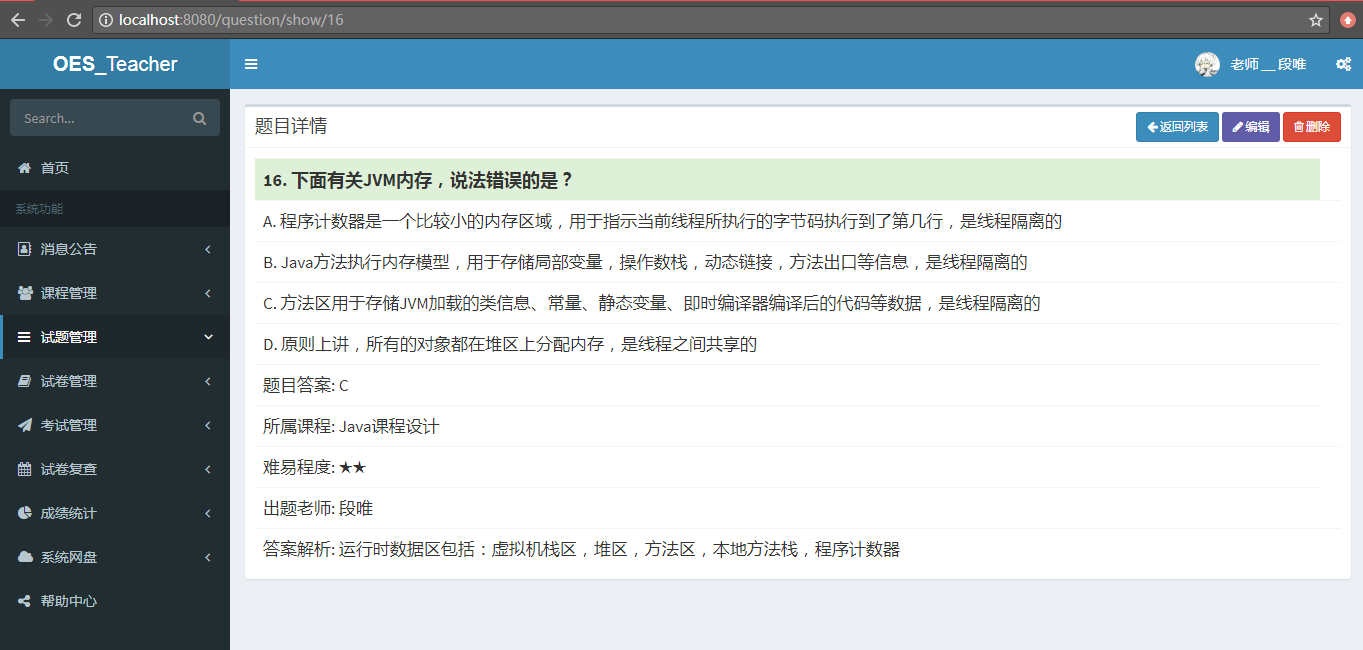 localhost:8080/question/show/16
OES_Teacher
老师 __ 段唯
Search...
首页
系统功能
消息公告
课程管理
试题管理
试卷管理
考试管理
试卷复查
成绩统计
系统网盘
帮助中心
题目详情
返回列表 编辑 删除
16. 下面有关JVM内存，说法错误的是？
A. 程序计数器是一个比较小的内存区域，用于指示当前线程所执行的字节码执行到了第几行，是线程隔离的
B. Java方法执行内存模型，用于存储局部变量，操作数栈，动态链接，方法出口等信息，是线程隔离的
C. 方法区用于存储JVM加载的类信息、常量、静态变量、即时编译器编译后的代码等数据，是线程隔离的
D. 原则上讲，所有的对象都在堆区上分配内存，是线程之间共享的
题目答案: C
所属课程: Java课程设计
难易程度: ★★
出题老师: 段唯
答案解析: 运行时数据区包括：虚拟机栈区，堆区，方法区，本地方法栈，程序计数器